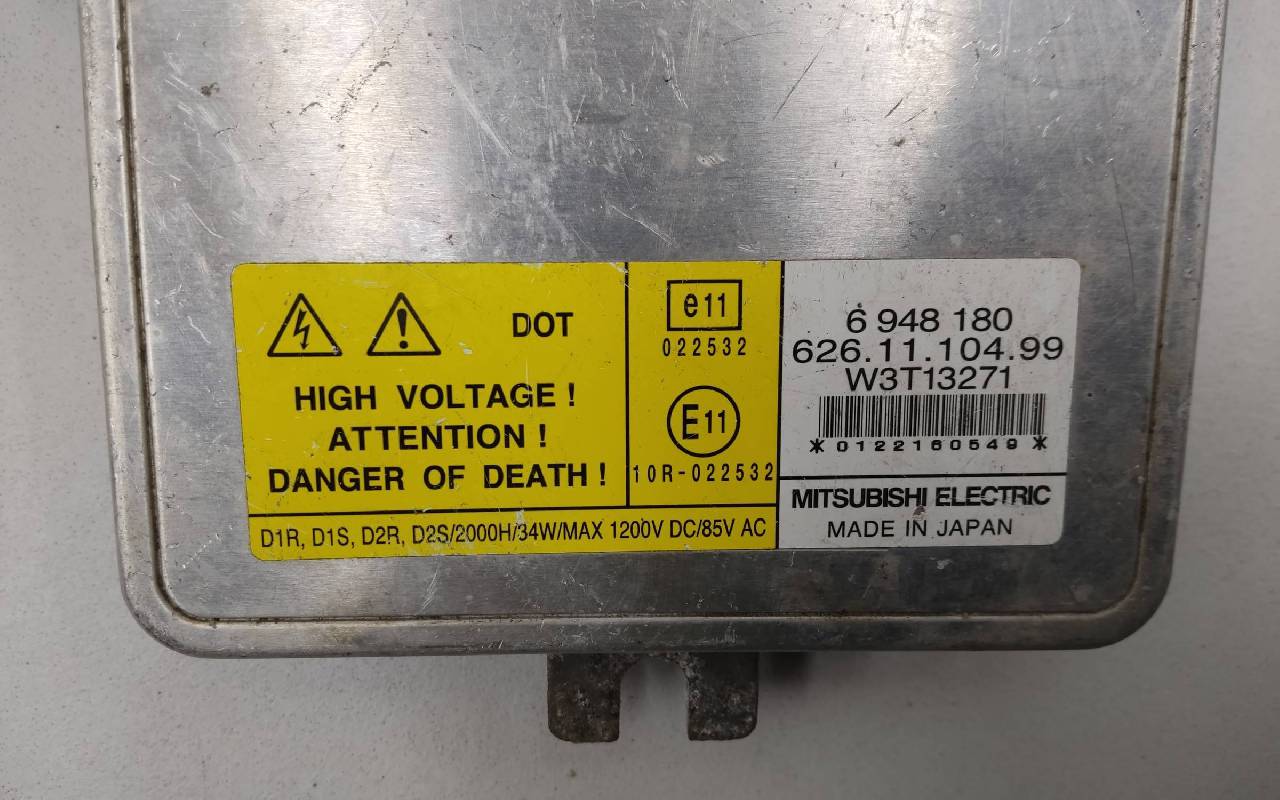 DOT
HIGH VOLTAGE !
ATTENTION !
DANGER OF DEATH !
e11
022532
E11
10R-022532
D1R, D1S, D2R, D2S/2000H/34W/MAX 1200V DC/85V AC
6 948 180
626.11.104.99
W3T13271
* 0122160549 *
MITSUBISHI ELECTRIC
MADE IN JAPAN